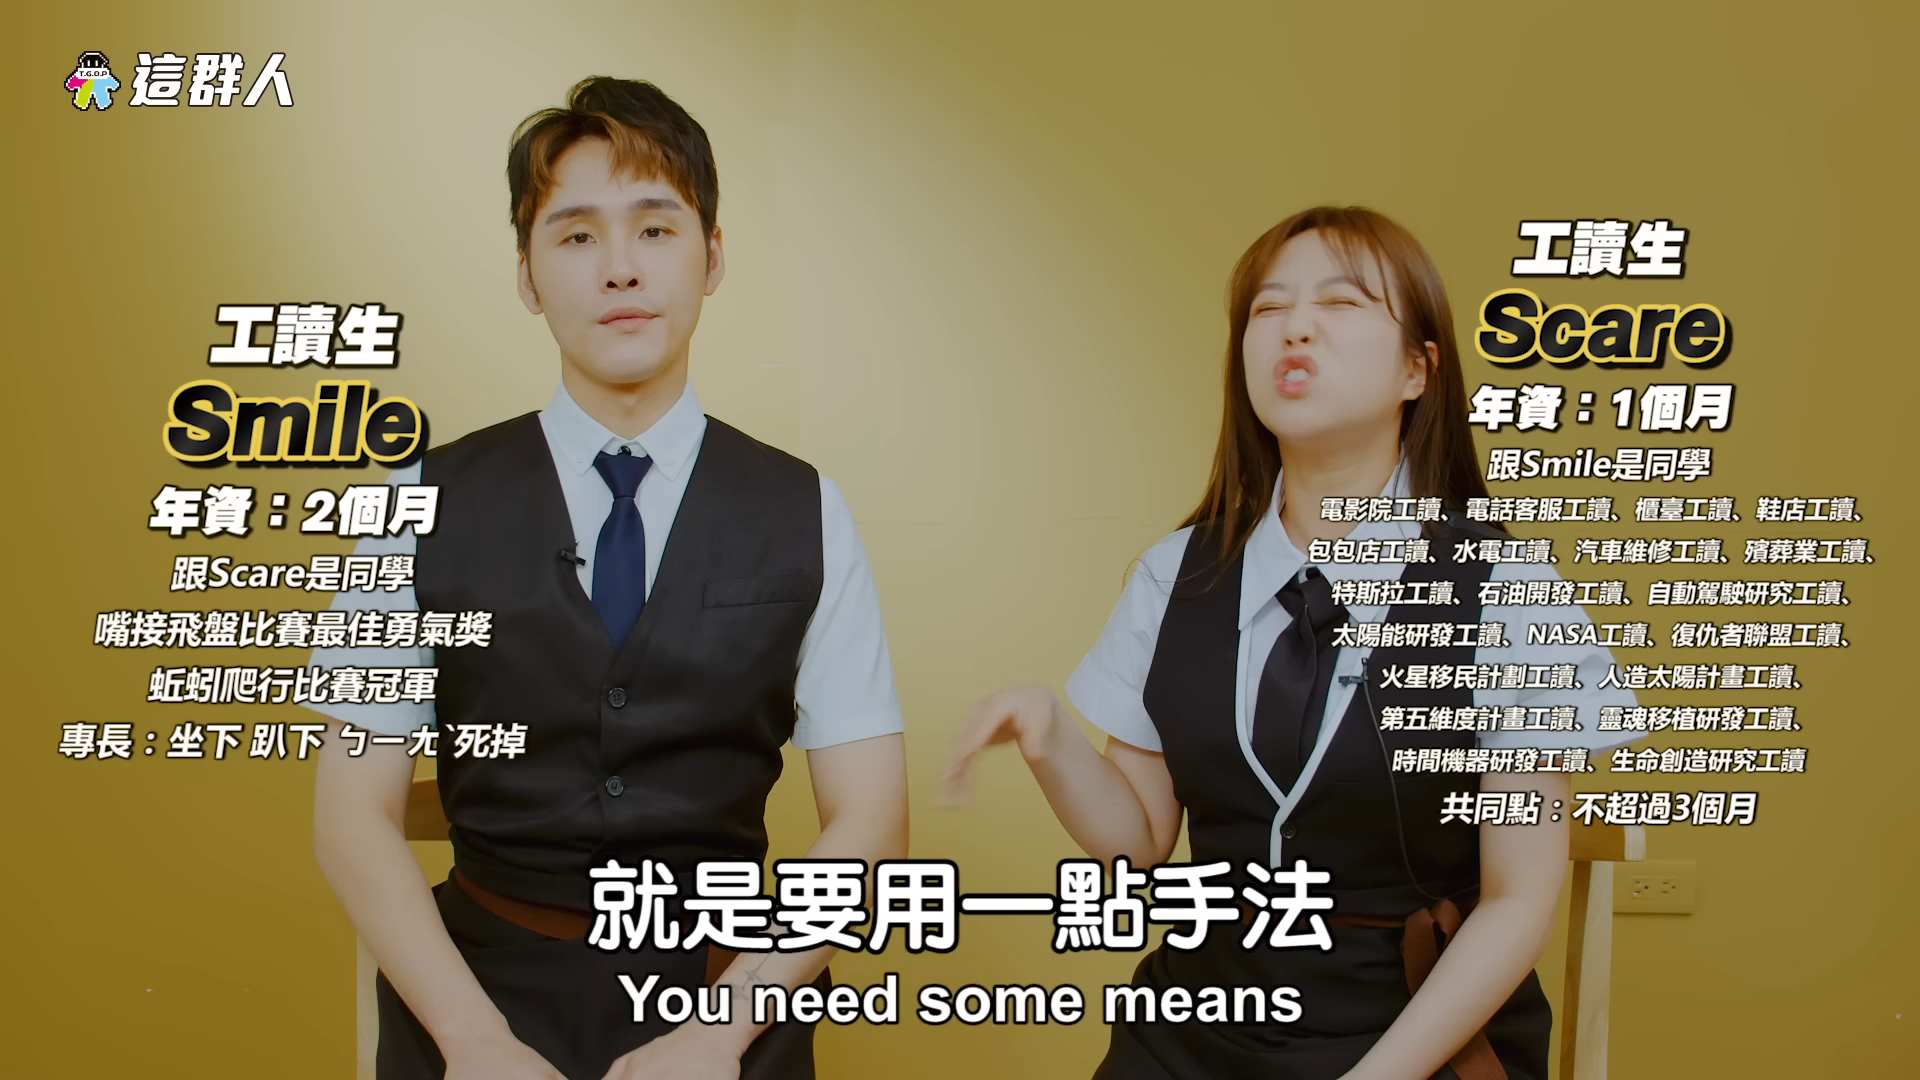 T.G.O.P
這群人
工讀生
Smile
年資：2個月
跟Scare是同學
嘴接飛盤比賽最佳勇氣獎
蚯蚓爬行比賽冠軍
專長：坐下 趴下 ㄅㄧㄤˋ死掉
工讀生
Scare
年資：1個月
跟Smile是同學
電影院工讀、電話客服工讀、櫃臺工讀、鞋店工讀、
包包店工讀、水電工讀、汽車維修工讀、殯葬業工讀、
特斯拉工讀、石油開發工讀、自動駕駛研究工讀、
太陽能研發工讀、NASA工讀、復仇者聯盟工讀、
火星移民計劃工讀、人造太陽計畫工讀、
第五維度計畫工讀、靈魂移植研發工讀、
時間機器研發工讀、生命創造研究工讀
共同點：不超過3個月
就是要用一點手法
You need some means